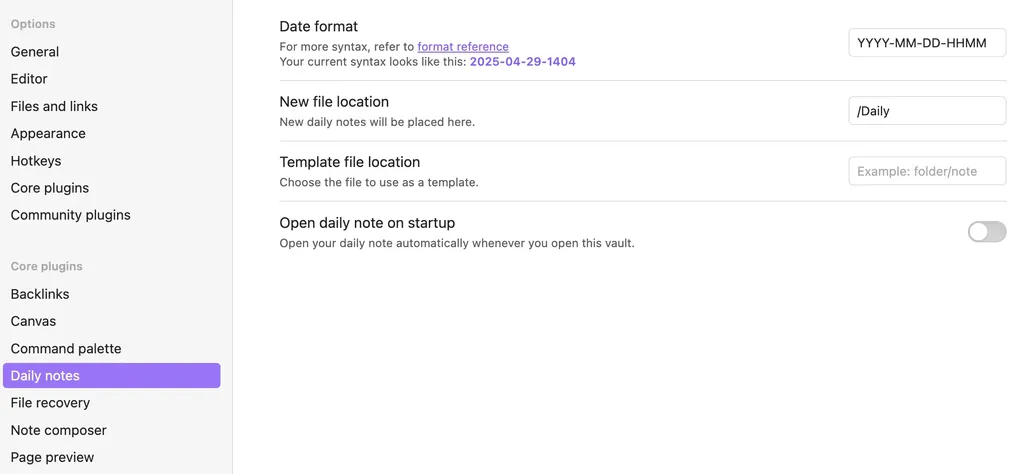 Options
General
Editor
Files and links
Appearance
Hotkeys
Core plugins
Community plugins
Core plugins
Backlinks
Canvas
Command palette
Daily notes
File recovery
Note composer
Page preview
Date format
For more syntax, refer to format reference
Your current syntax looks like this: 2025-04-29-1404
YYYY-MM-DD-HHMM
New file location
New daily notes will be placed here.
/Daily
Template file location
Choose the file to use as a template.
Example: folder/note
Open daily note on startup
Open your daily note automatically whenever you open this vault.